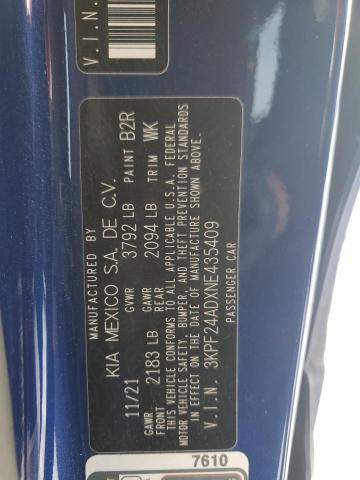 V.I.N.
MANUFACTURED BY
KIA MEXICO S.A. DE C.V.
11/21 GVWR 3792 LB PAINT B2R
GAWR FRONT 2183 LB GAWR REAR 2094 LB TRIM WK
THIS VEHICLE CONFORMS TO ALL APPLICABLE U.S.A. FEDERAL
MOTOR VEHICLE SAFETY, BUMPER, AND THEFT PREVENTION STANDARDS
IN EFFECT ON THE DATE OF MANUFACTURE SHOWN ABOVE.
V.I.N. 3KPF24ADXNE435409
PASSENGER CAR
7610